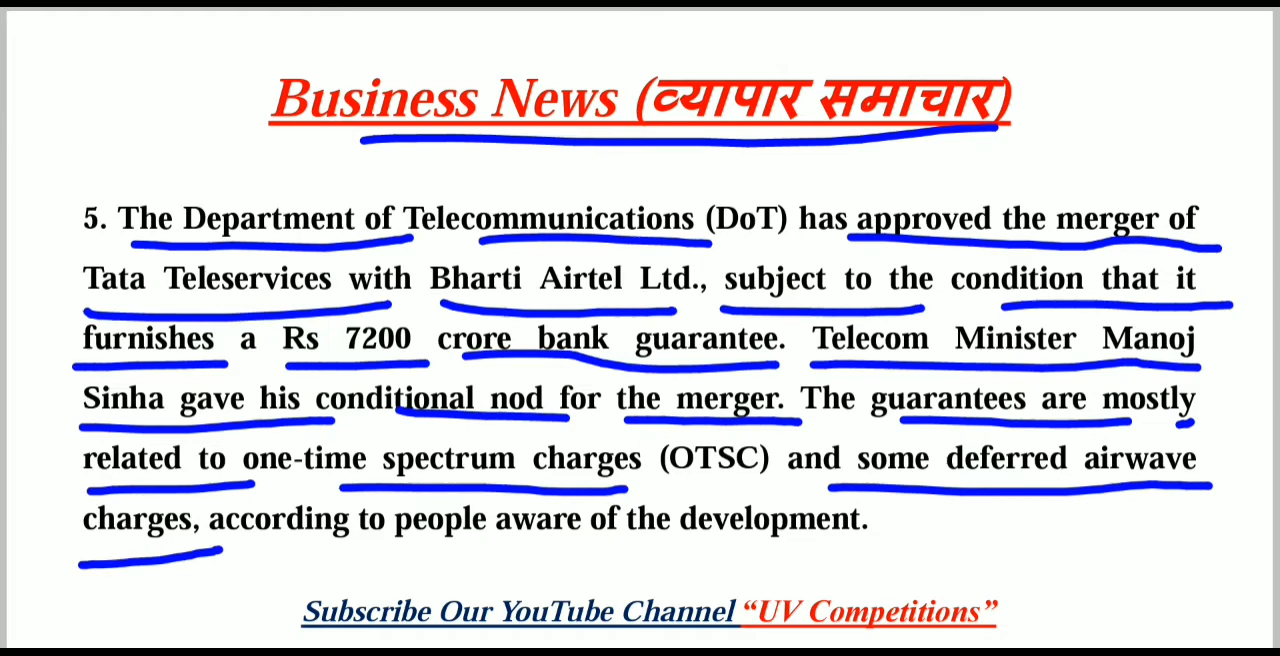 Business News (व्यापार समाचार)
5. The Department of Telecommunications (DoT) has approved the merger of
Tata Teleservices with Bharti Airtel Ltd., subject to the condition that it
furnishes a Rs 7200 crore bank guarantee. Telecom Minister Manoj
Sinha gave his conditional nod for the merger. The guarantees are mostly
related to one-time spectrum charges (OTSC) and some deferred airwave
charges, according to people aware of the development.
Subscribe Our YouTube Channel “UV Competitions”